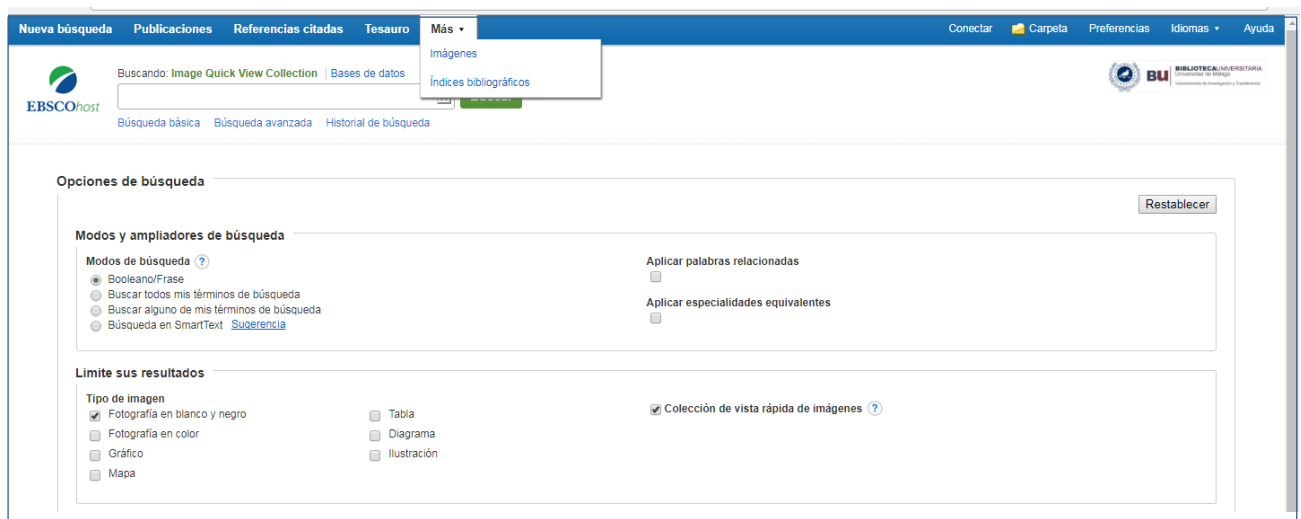 Nueva búsqueda Publicaciones Referencias citadas Tesauro Más Conectar Carpeta Preferencias Idiomas Ayuda
Imágenes
Índices bibliográficos
Buscando: Image Quick View Collection Bases de datos
EBSCOhost
Búsqueda básica Búsqueda avanzada Historial de búsqueda
BU BIBLIOTECAUNIVERSITARIA
Universidad de Málaga
Opciones de búsqueda
Restablecer
Modos y ampliadores de búsqueda
Modos de búsqueda ? Aplicar palabras relacionadas
Booleano/Frase
Buscar todos mis términos de búsqueda Aplicar especialidades equivalentes
Buscar alguno de mis términos de búsqueda
Búsqueda en SmartText Sugerencia
Limite sus resultados
Tipo de imagen
Fotografía en blanco y negro Tabla Colección de vista rápida de imágenes ?
Fotografía en color Diagrama
Gráfico Ilustración
Mapa